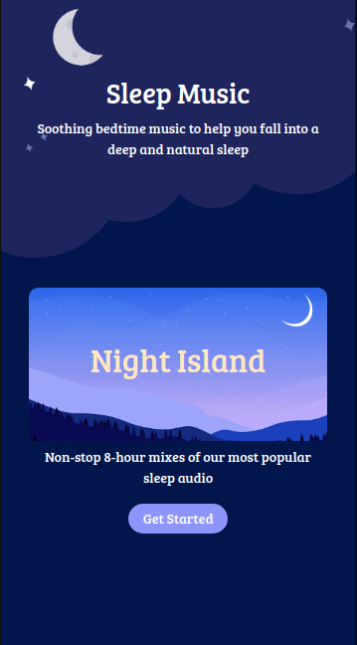 Sleep Music
Soothing bedtime music to help you fall into a
deep and natural sleep
Night Island
Non-stop 8-hour mixes of our most popular
sleep audio
Get Started